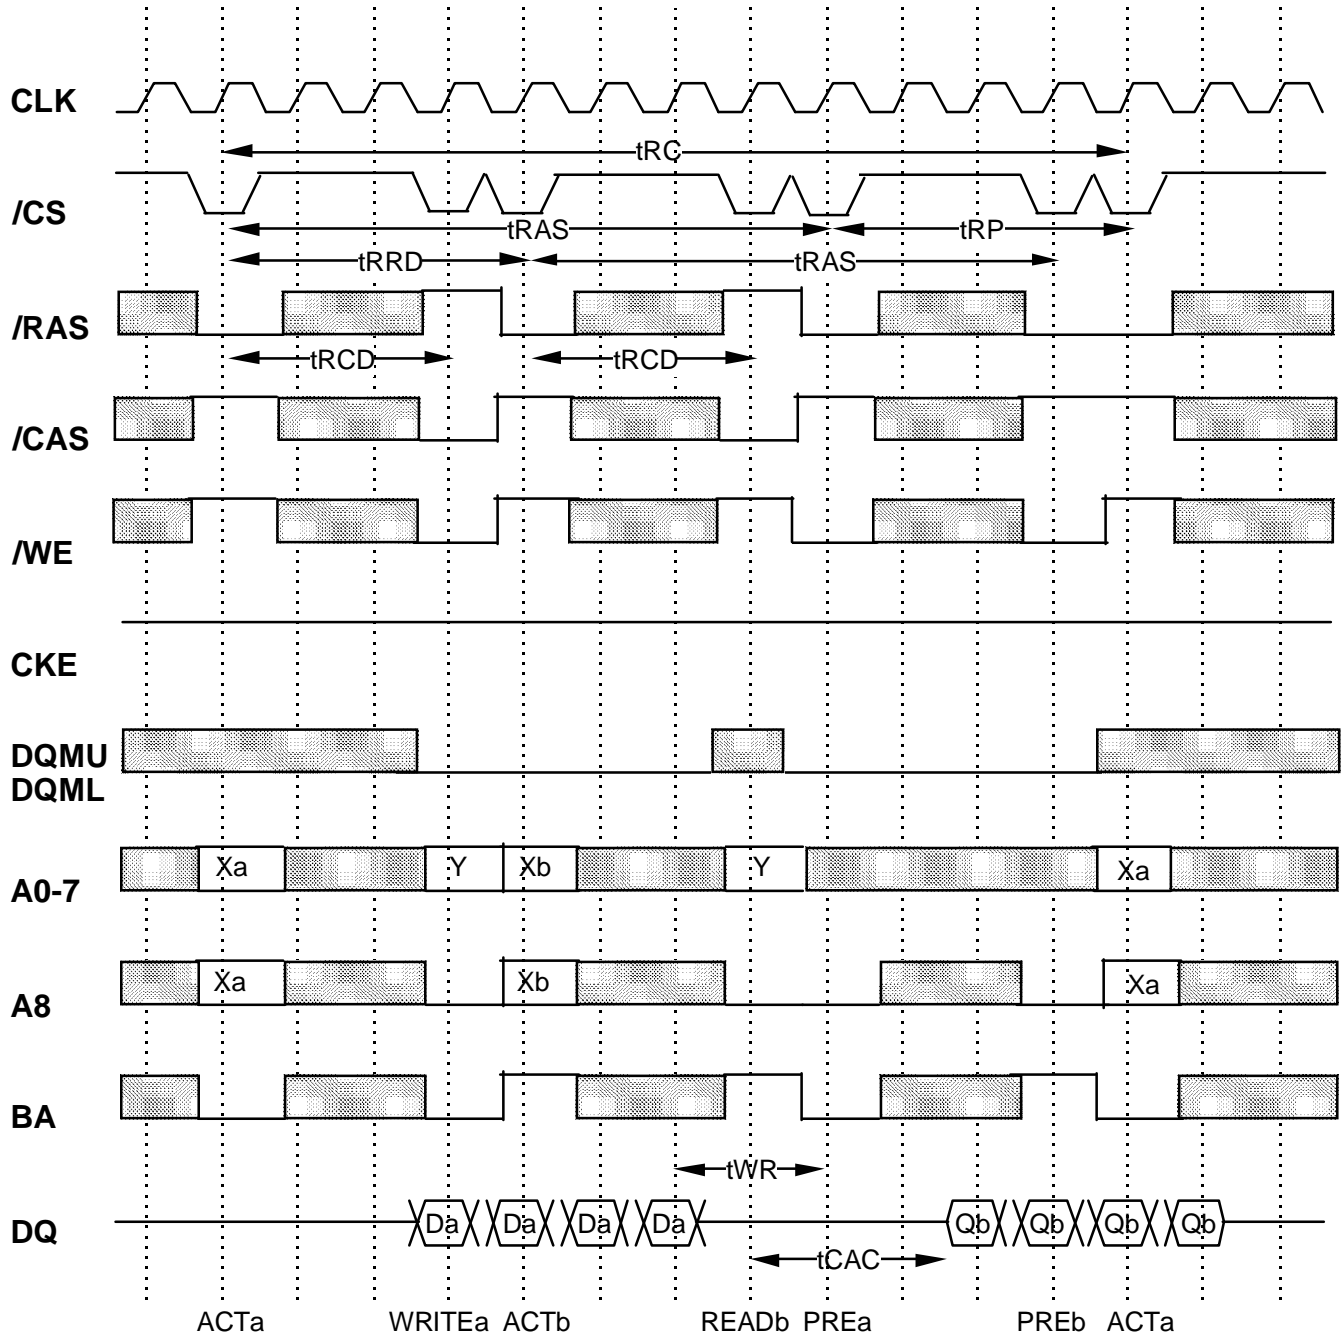 CLK
tRC
/CS
tRAS tRP
tRRD tRAS
/RAS
tRCD tRCD
/CAS
/WE
CKE
DQMU
DQML
Xa Y Xb Y Xa
A0-7
Xa Xb Xa
A8
BA
tWR
DQ Da Da Da Da Qb Qb Qb Qb
tCAC
ACTa WRITEa ACTb READb PREa PREb ACTa